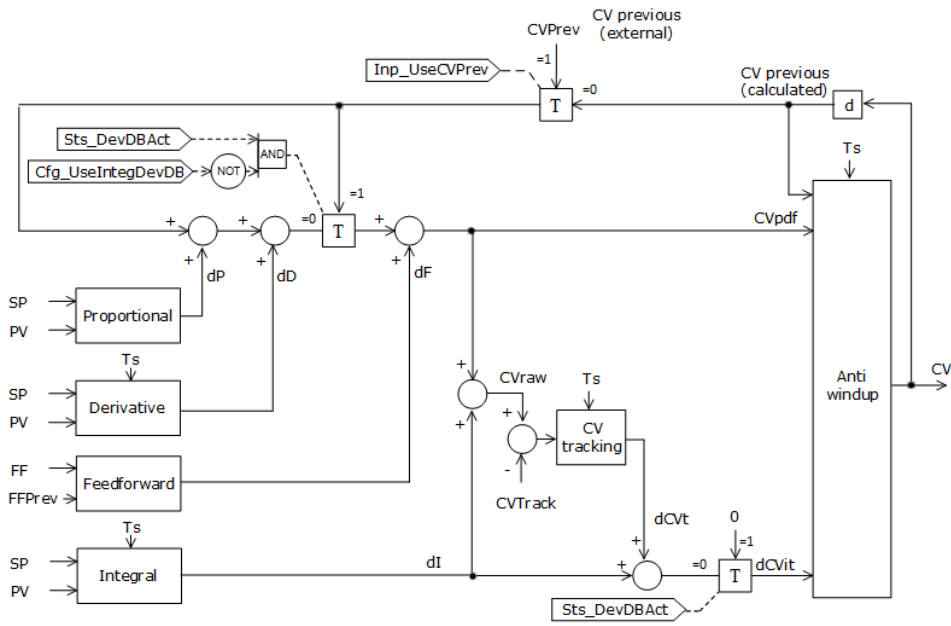 CV previous
(external)
CVPrev
=1
Inp_UseCVPrev
T
=0
CV previous
(calculated)
d
Sts_DevDBAct
AND
Cfg_UseIntegDevDB
NOT
Ts
=1
+
+
=0
T
+
CVpdf
+
+
+
dP
dD
dF
SP
PV
Proportional
Ts
SP
PV
Derivative
+
CVraw
Ts
+
+
CV
tracking
-
CVTrack
Anti
windup
CV
FF
FFPrev
Feedforward
Ts
SP
PV
Integral
dI
dCVt
0
+
=1
+
=0
T
dCVit
Sts_DevDBAct